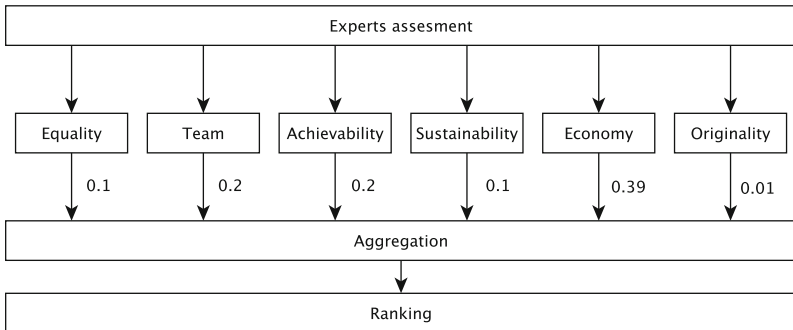 Experts assesment
Equality Team Achievability Sustainability Economy Originality
0.1 0.2 0.2 0.1 0.39 0.01
Aggregation
Ranking